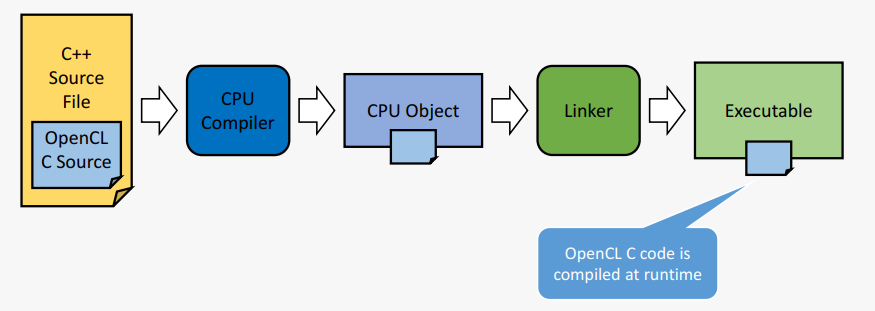 C++
Source
File
OpenCL
C Source
CPU
Compiler
CPU Object
Linker
Executable
OpenCL C code is
compiled at runtime